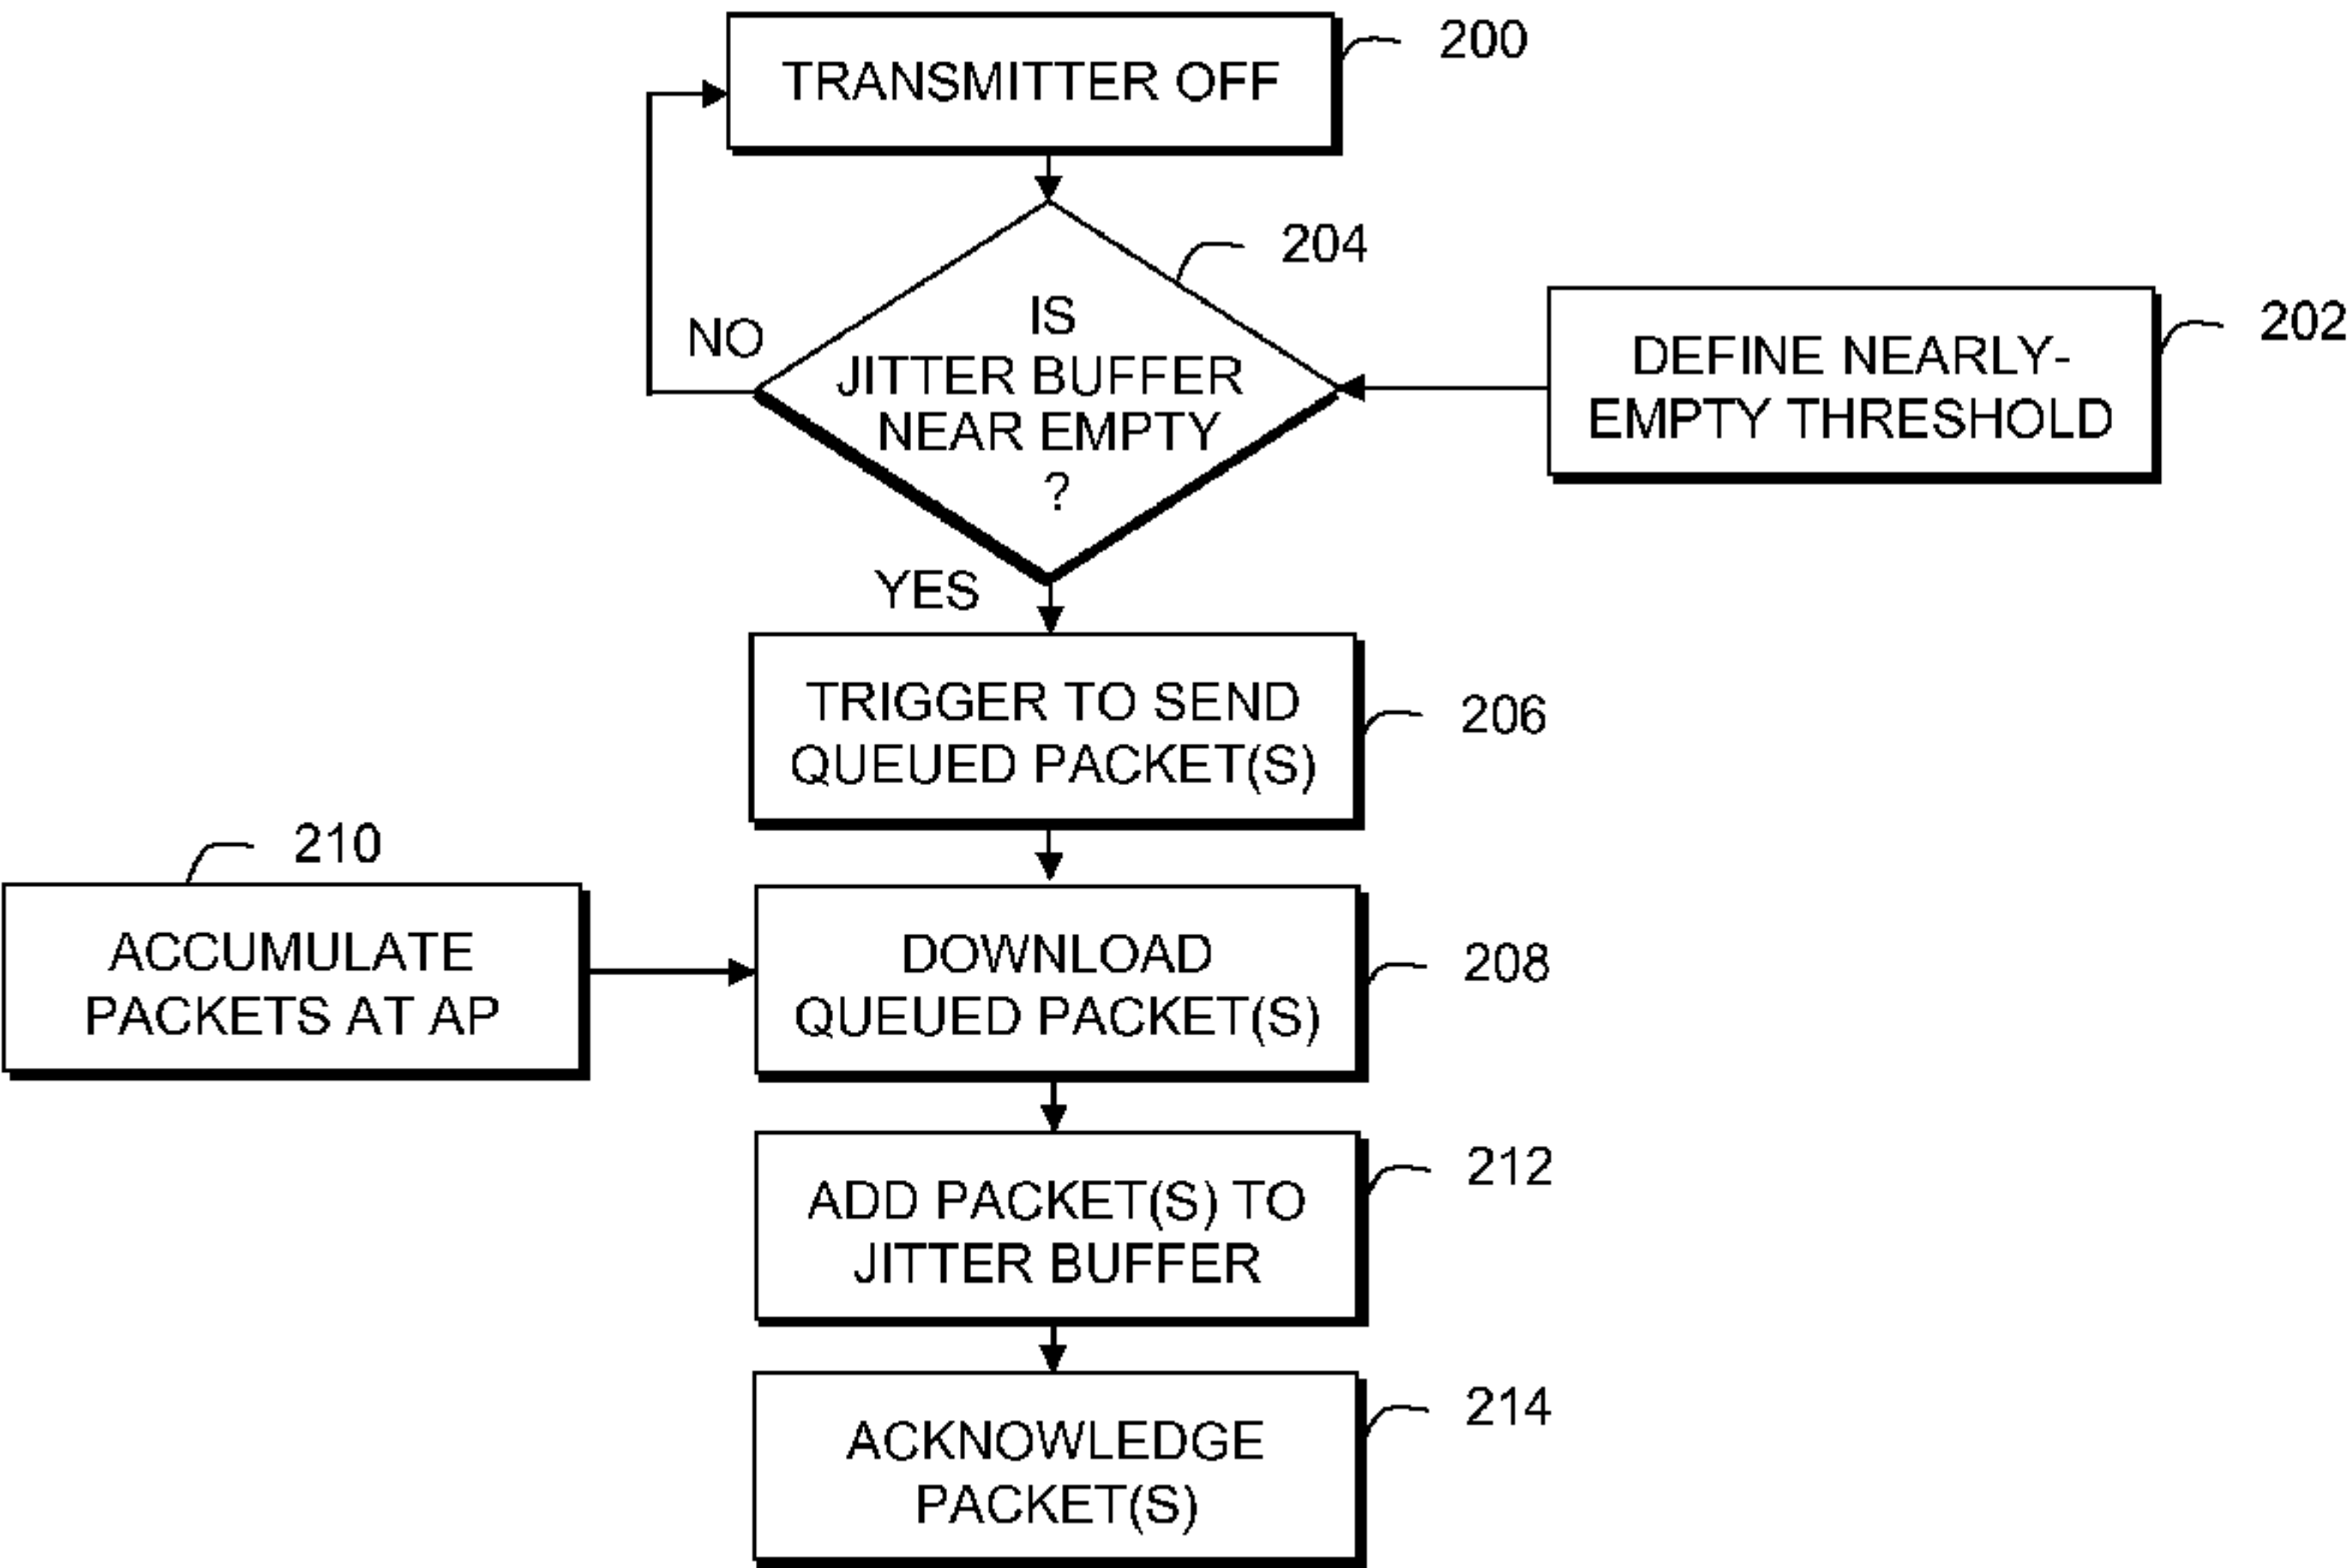 200
TRANSMITTER OFF
204
IS
JITTER BUFFER
NEAR EMPTY
?
NO
202
DEFINE NEARLY-
EMPTY THRESHOLD
YES
206
TRIGGER TO SEND
QUEUED PACKET(S)
210
ACCUMULATE
PACKETS AT AP
208
DOWNLOAD
QUEUED PACKET(S)
212
ADD PACKET(S) TO
JITTER BUFFER
214
ACKNOWLEDGE
PACKET(S)